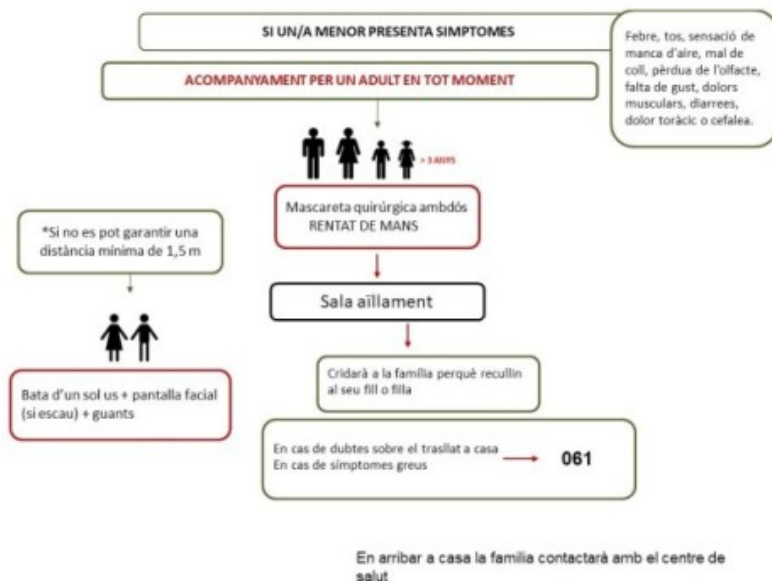 SI UN/A MENOR PRESENTA SIMPTOMES
Febre, tos, sensació de
manca d'aire, mal de
coll, pèrdua de l'olfacte,
falta de gust, dolors
musculars, diarrees,
dolor toràcic o cefalea.
ACOMPANYAMENT PER UN ADULT EN TOT MOMENT
> 3 ANYS
Mascareta quirúrgica ambdós
RENTAT DE MANS
*Si no es pot garantir una
distància mínima de 1,5 m
Sala aïllament
Bata d'un sol us + pantalla facial
(si escau) + guants
Cridarà a la família perquè recullin
al seu fill o filla
En cas de dubtes sobre el trasllat a casa
En cas de símptomes greus
061
En arribar a casa la familia contactarà amb el centre de
salut